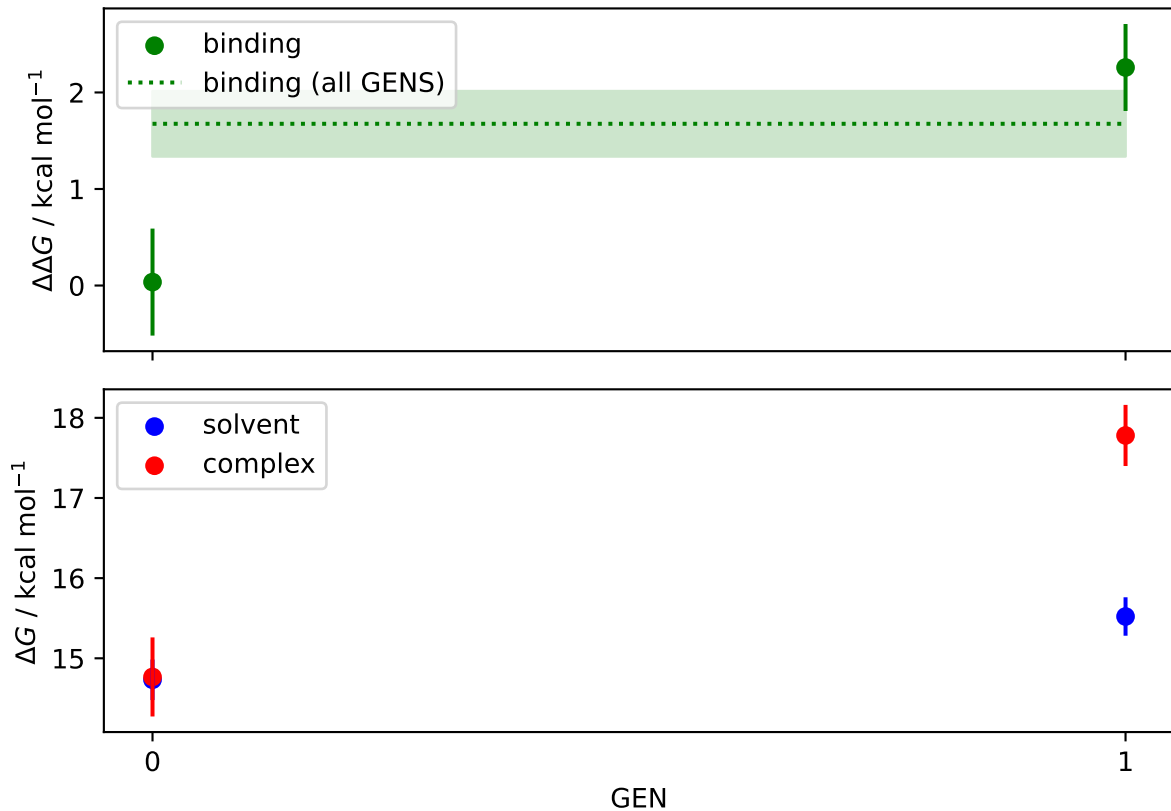 binding
binding (all GENS)
ΔΔG / kcal mol⁻¹
2
1
0
solvent
complex
ΔG / kcal mol⁻¹
18
17
16
15
0
1
GEN